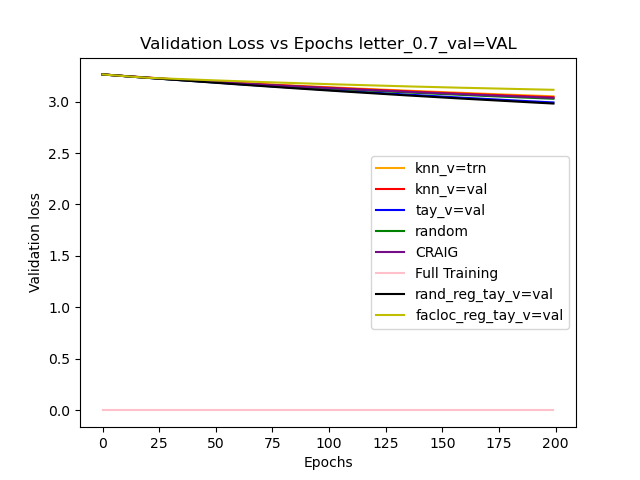 Validation Loss vs Epochs letter_0.7_val=VAL
Validation loss
3.0
2.5
2.0
1.5
1.0
0.5
0.0
knn_v=trn
knn_v=val
tay_v=val
random
CRAIG
Full Training
rand_reg_tay_v=val
facloc_reg_tay_v=val
0 25 50 75 100 125 150 175 200
Epochs